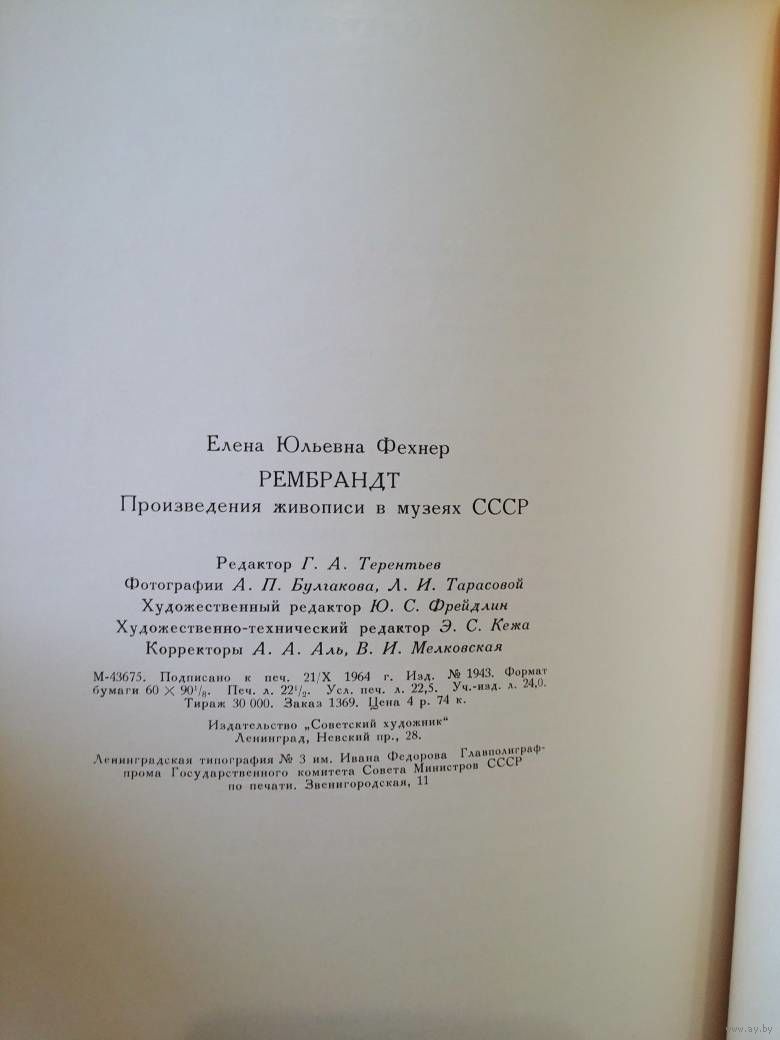 Елена Юльевна Фехнер
РЕМБРАНДТ
Произведения живописи в музеях СССР
Редактор Г. А. Терентьев
Фотографии А. П. Булгакова, Л. И. Тарасовой
Художественный редактор Ю. С. Фрейдлин
Художественно-технический редактор Э. С. Кежа
Корректоры А. А. Аль, В. И. Мелковская
М-43675. Подписано к печ. 21/X 1964 г. Изд. № 1943. Формат
бумаги 60 × 90¹/₈. Печ. л. 22¹/₂. Усл. печ. л. 22,5. Уч.-изд. л. 24,0.
Тираж 30 000. Заказ 1369. Цена 4 р. 74 к.
Издательство „Советский художник“
Ленинград, Невский пр., 28.
Ленинградская типография № 3 им. Ивана Федорова Главполиграф-
прома Государственного комитета Совета Министров СССР
по печати. Звенигородская, 11
www.ay.by